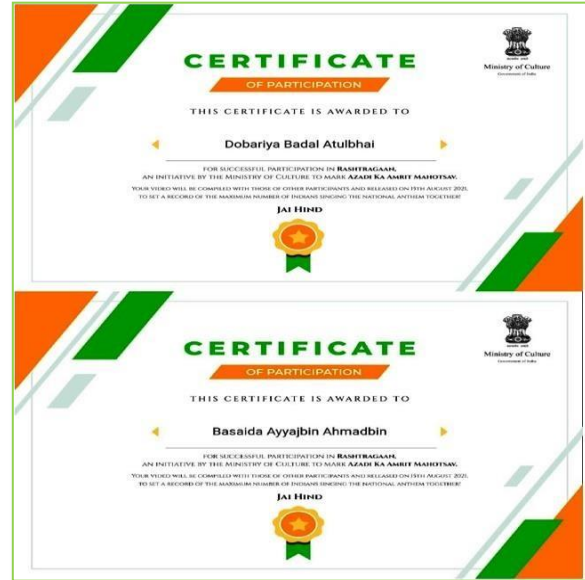 CERTIFICATE
Ministry of Culture
Government of India
OF PARTICIPATION
THIS CERTIFICATE IS AWARDED TO
Dobariya Badal Atulbhai
FOR SUCCESSFUL PARTICIPATION IN RASHTRAGAAN,
AN INITIATIVE BY THE MINISTRY OF CULTURE TO MARK AZADI KA AMRIT MAHOTSAV.
YOUR VIDEO WILL BE COMPILED WITH THOSE OF OTHER PARTICIPANTS AND RELEASED ON 15TH AUGUST 2021,
TO SET A RECORD OF THE MAXIMUM NUMBER OF INDIANS SINGING THE NATIONAL ANTHEM TOGETHER!
JAI HIND
CERTIFICATE
Ministry of Culture
Government of India
OF PARTICIPATION
THIS CERTIFICATE IS AWARDED TO
Basaida Ayyajbin Ahmadbin
FOR SUCCESSFUL PARTICIPATION IN RASHTRAGAAN,
AN INITIATIVE BY THE MINISTRY OF CULTURE TO MARK AZADI KA AMRIT MAHOTSAV.
YOUR VIDEO WILL BE COMPILED WITH THOSE OF OTHER PARTICIPANTS AND RELEASED ON 15TH AUGUST 2021,
TO SET A RECORD OF THE MAXIMUM NUMBER OF INDIANS SINGING THE NATIONAL ANTHEM TOGETHER!
JAI HIND